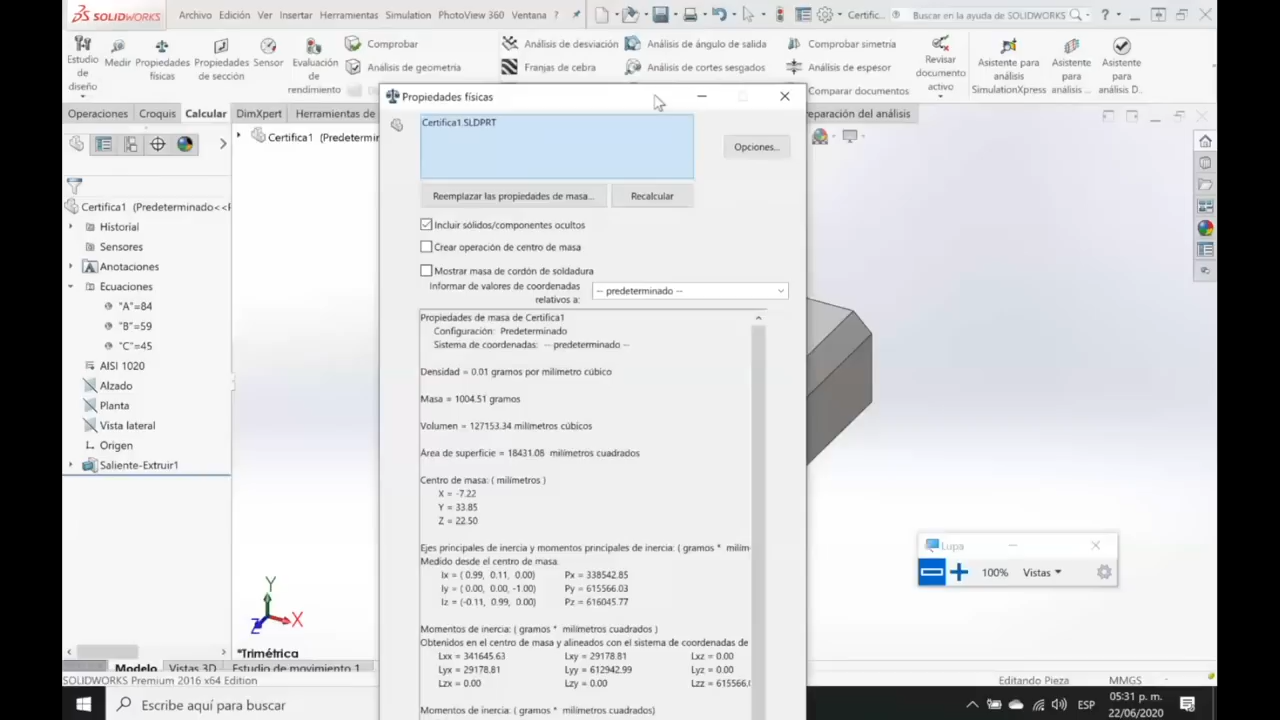 SOLIDWORKS Archivo Edición Ver Insertar Herramientas Simulation PhotoView 360 Ventana ? Certific... Buscar en la ayuda de SOLIDWORKS ?
Estudio de diseño
Medir
Propiedades físicas
Propiedades de sección
Sensor
Evaluación de rendimiento
Comprobar
Análisis de geometría
Análisis de desviación
Franjas de cebra
Análisis de ángulo de salida
Análisis de cortes sesgados
Comprobar simetría
Análisis de espesor
Comparar documentos
Revisar documento activo
Asistente para análisis SimulationXpress
Asistente para análisis ...
Asistente para análisis D...
Operaciones Croquis Calcular DimXpert Herramientas de
reparación del análisis
Certifica1 (Predetermin
Certifica1 (Predeterminado<<F
Historial
Sensores
Anotaciones
Ecuaciones
"A"=84
"B"=59
"C"=45
AISI 1020
Alzado
Planta
Vista lateral
Origen
Saliente-Extruir1
Propiedades físicas
Certifica1.SLDPRT
Opciones...
Reemplazar las propiedades de masa... Recalcular
Incluir sólidos/componentes ocultos
Crear operación de centro de masa
Mostrar masa de cordón de soldadura
Informar de valores de coordenadas
relativos a:
-- predeterminado --
Propiedades de masa de Certifica1
Configuración: Predeterminado
Sistema de coordenadas: -- predeterminado --
Densidad = 0.01 gramos por milímetro cúbico
Masa = 1004.51 gramos
Volumen = 127153.34 milímetros cúbicos
Área de superficie = 18431.08 milímetros cuadrados
Centro de masa: ( milímetros )
X = -7.22
Y = 33.85
Z = 22.50
Ejes principales de inercia y momentos principales de inercia: ( gramos * milím
Medido desde el centro de masa.
Ix = ( 0.99, 0.11, 0.00) Px = 338542.85
Iy = ( 0.00, 0.00, -1.00) Py = 615566.03
Iz = (-0.11, 0.99, 0.00) Pz = 616045.77
Momentos de inercia: ( gramos * milímetros cuadrados )
Obtenidos en el centro de masa y alineados con el sistema de coordenadas de
Lxx = 341645.63 Lxy = 29178.81 Lxz = 0.00
Lyx = 29178.81 Lyy = 612942.99 Lyz = 0.00
Lzx = 0.00 Lzy = 0.00 Lzz = 615566.0
Momentos de inercia: ( gramos * milímetros cuadrados)
Lupa
100% Vistas
Y
X
Z
*Trimétrica
Modelo Vistas 3D Estudio de movimiento 1
SOLIDWORKS Premium 2016 x64 Edition
Editando Pieza MMGS
Escribe aquí para buscar
ESP
05:31 p. m.
22/06/2020